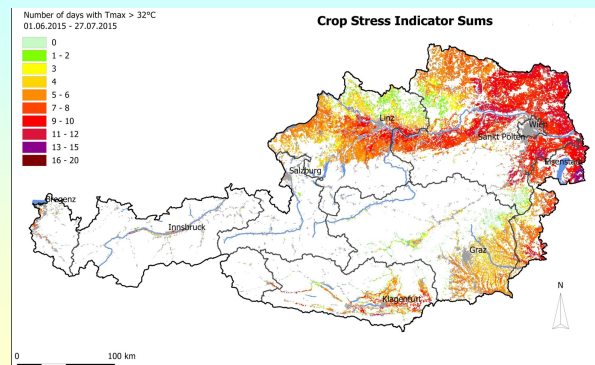 Number of days with Tmax > 32°C
01.06.2015 - 27.07.2015
Crop Stress Indicator Sums
0
1 - 2
3
4
5 - 6
7 - 8
9 - 10
11 - 12
13 - 15
16 - 20
Linz
Wien
Sankt Pölten
Eisenstadt
Salzburg
Bregenz
Innsbruck
Graz
Klagenfurt
N
0 100 km